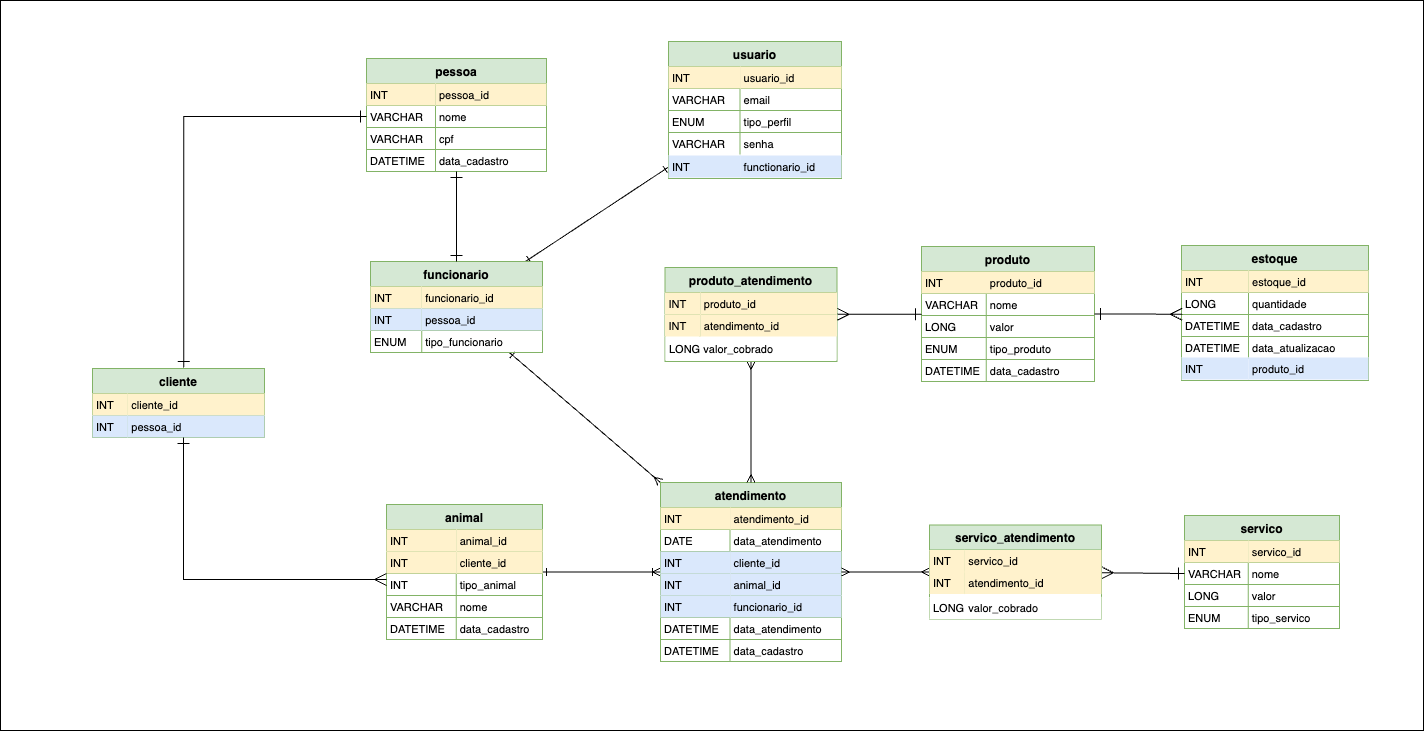 pessoa
INT pessoa_id
VARCHAR nome
VARCHAR cpf
DATETIME data_cadastro
usuario
INT usuario_id
VARCHAR email
ENUM tipo_perfil
VARCHAR senha
INT functionario_id
funcionario
INT funcionario_id
INT pessoa_id
ENUM tipo_funcionario
produto_atendimento
INT produto_id
INT atendimento_id
LONG valor_cobrado
produto
INT produto_id
VARCHAR nome
LONG valor
ENUM tipo_produto
DATETIME data_cadastro
estoque
INT estoque_id
LONG quantidade
DATETIME data_cadastro
DATETIME data_atualizacao
INT produto_id
cliente
INT cliente_id
INT pessoa_id
animal
INT animal_id
INT cliente_id
INT tipo_animal
VARCHAR nome
DATETIME data_cadastro
atendimento
INT atendimento_id
DATE data_atendimento
INT cliente_id
INT animal_id
INT funcionario_id
DATETIME data_atendimento
DATETIME data_cadastro
servico_atendimento
INT servico_id
INT atendimento_id
LONG valor_cobrado
servico
INT servico_id
VARCHAR nome
LONG valor
ENUM tipo_servico